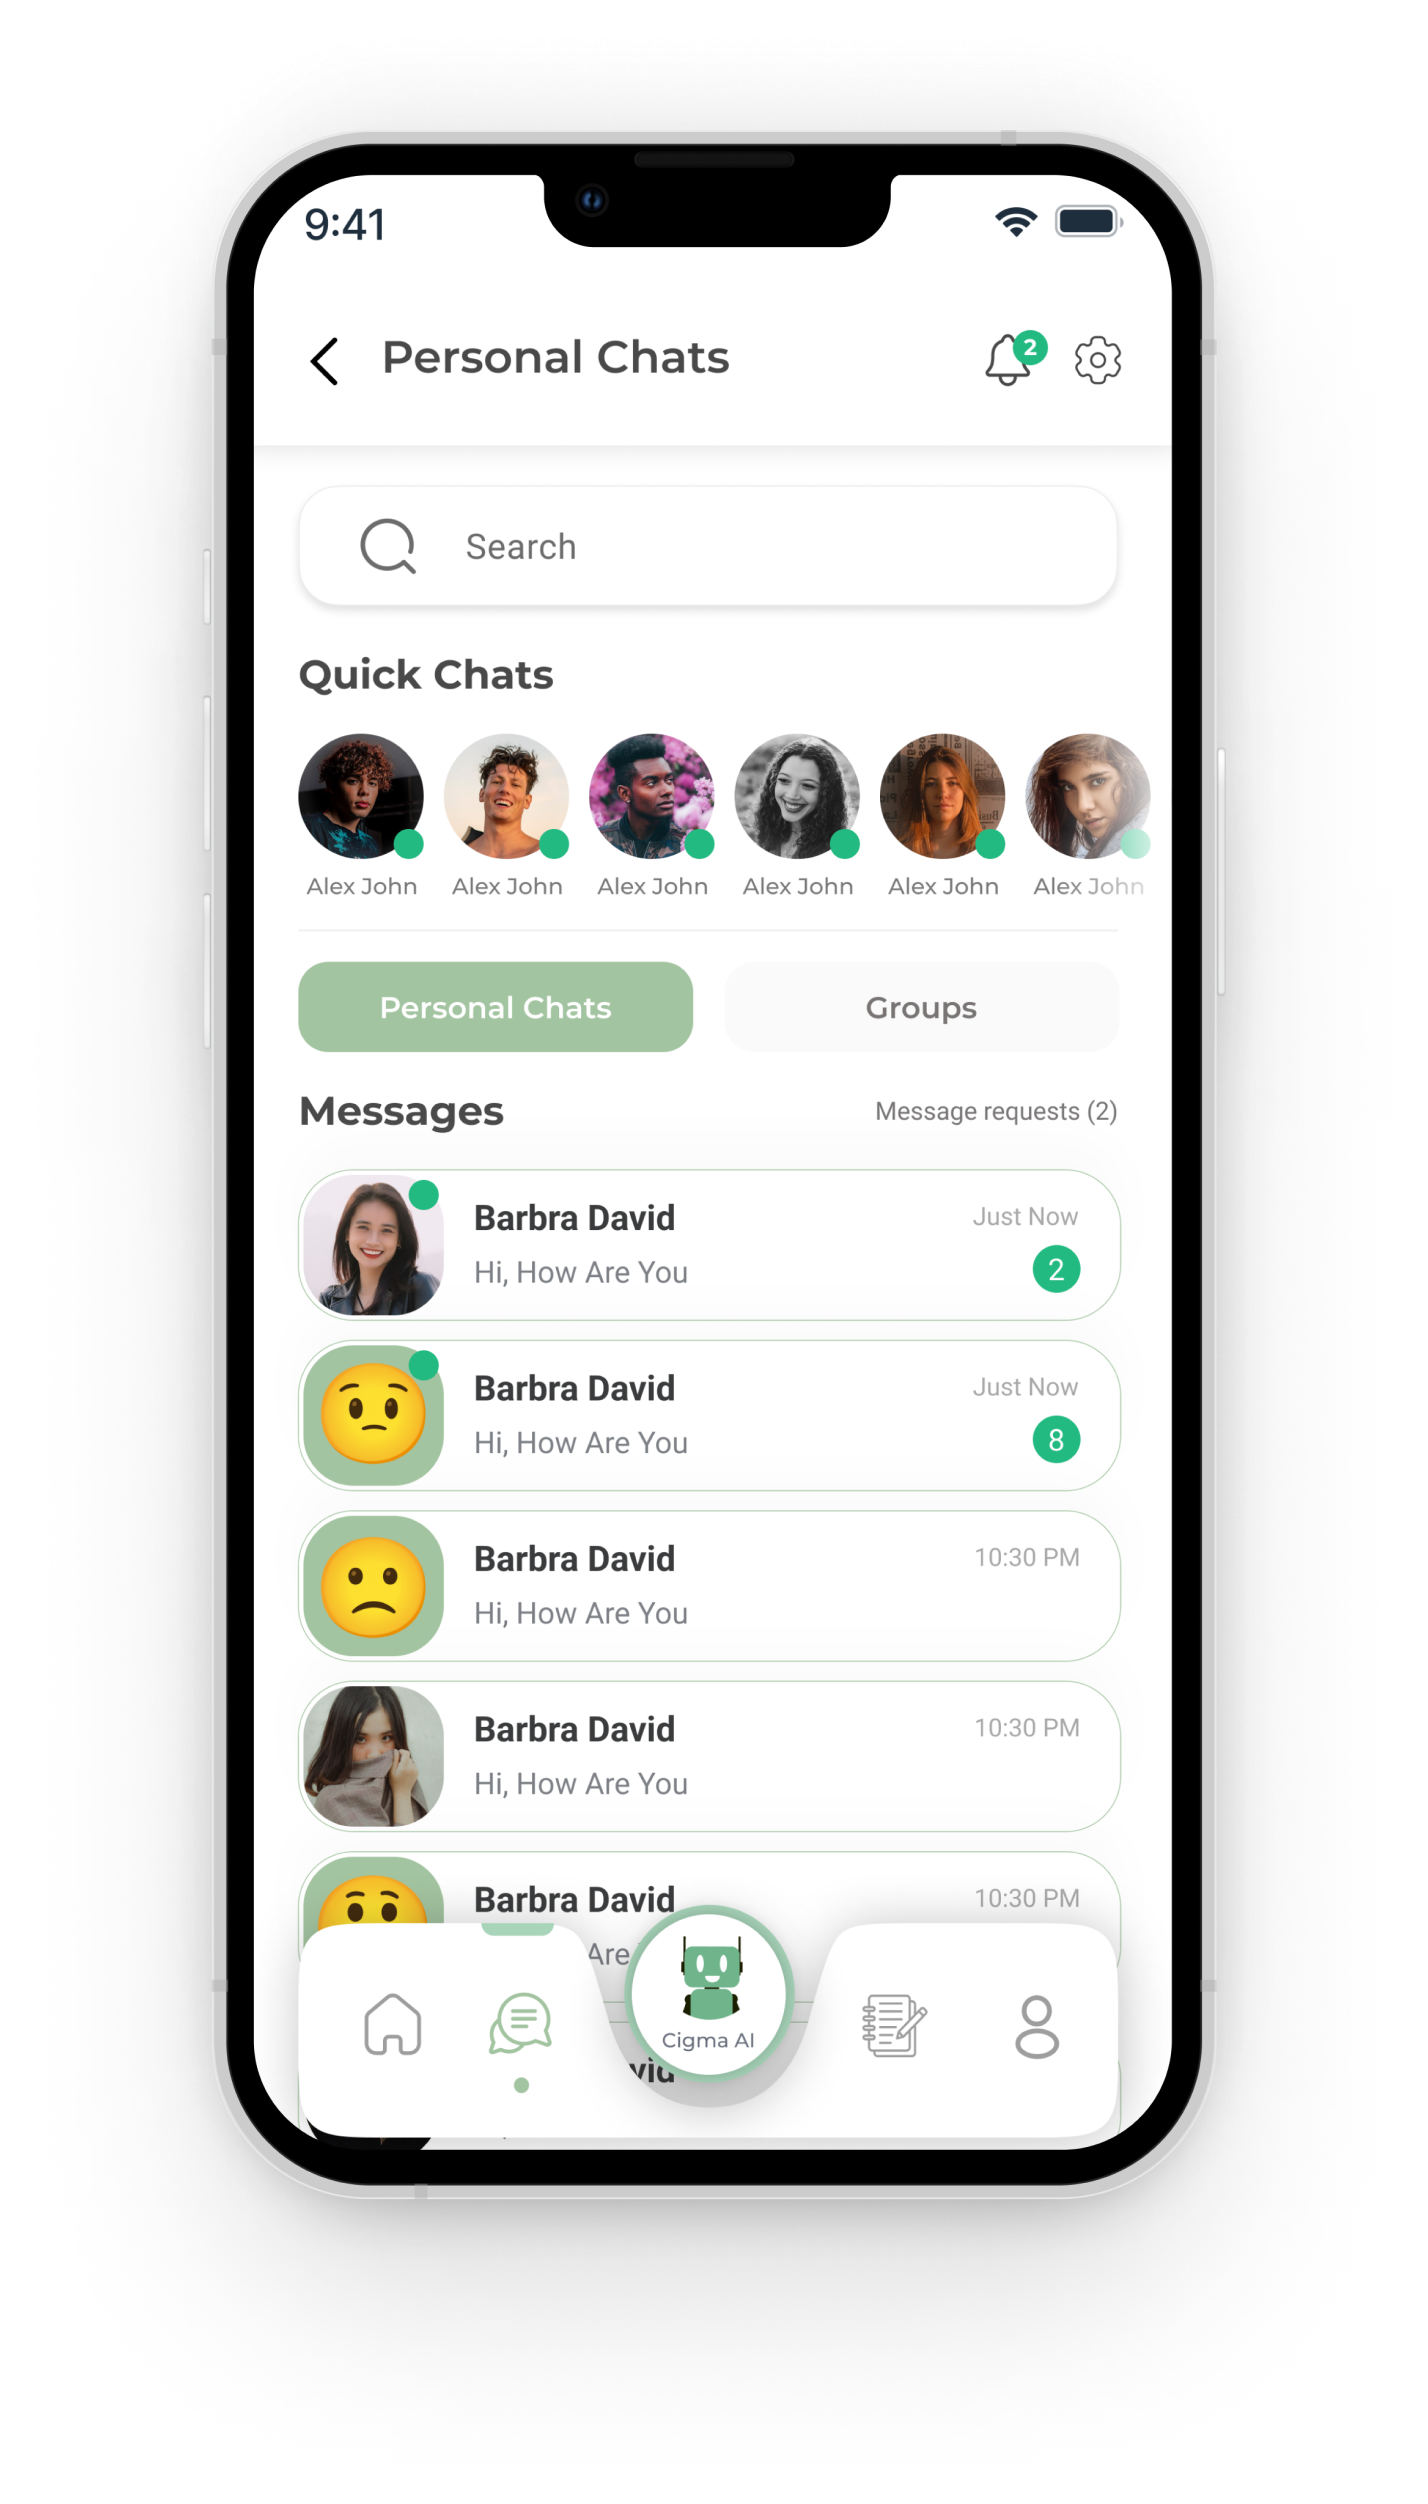 9:41
Personal Chats
2
Search
Quick Chats
Alex John Alex John Alex John Alex John Alex John Alex John
Personal Chats Groups
Messages Message requests (2)
Barbra David Just Now
Hi, How Are You 2
Barbra David Just Now
Hi, How Are You 8
Barbra David 10:30 PM
Hi, How Are You
Barbra David 10:30 PM
Hi, How Are You
Barbra David 10:30 PM
Are
Cigma AI